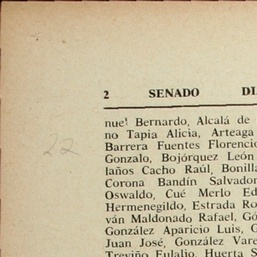 2 SENADO DI
nuel Bernardo, Alcalá de
no Tapia Alicia, Arteaga
Barrera Fuentes Florencio
Gonzalo, Bojórquez León
laños Cacho Raúl, Bonilla
Corona Bandín Salvador
Oswaldo, Cué Merlo Ed
Hermenegildo, Estrada Ro
ván Maldonado Rafael, Gó
González Aparicio Luis, G
Juan José, González Vare
Treviño Eulalio, Huerta S
22